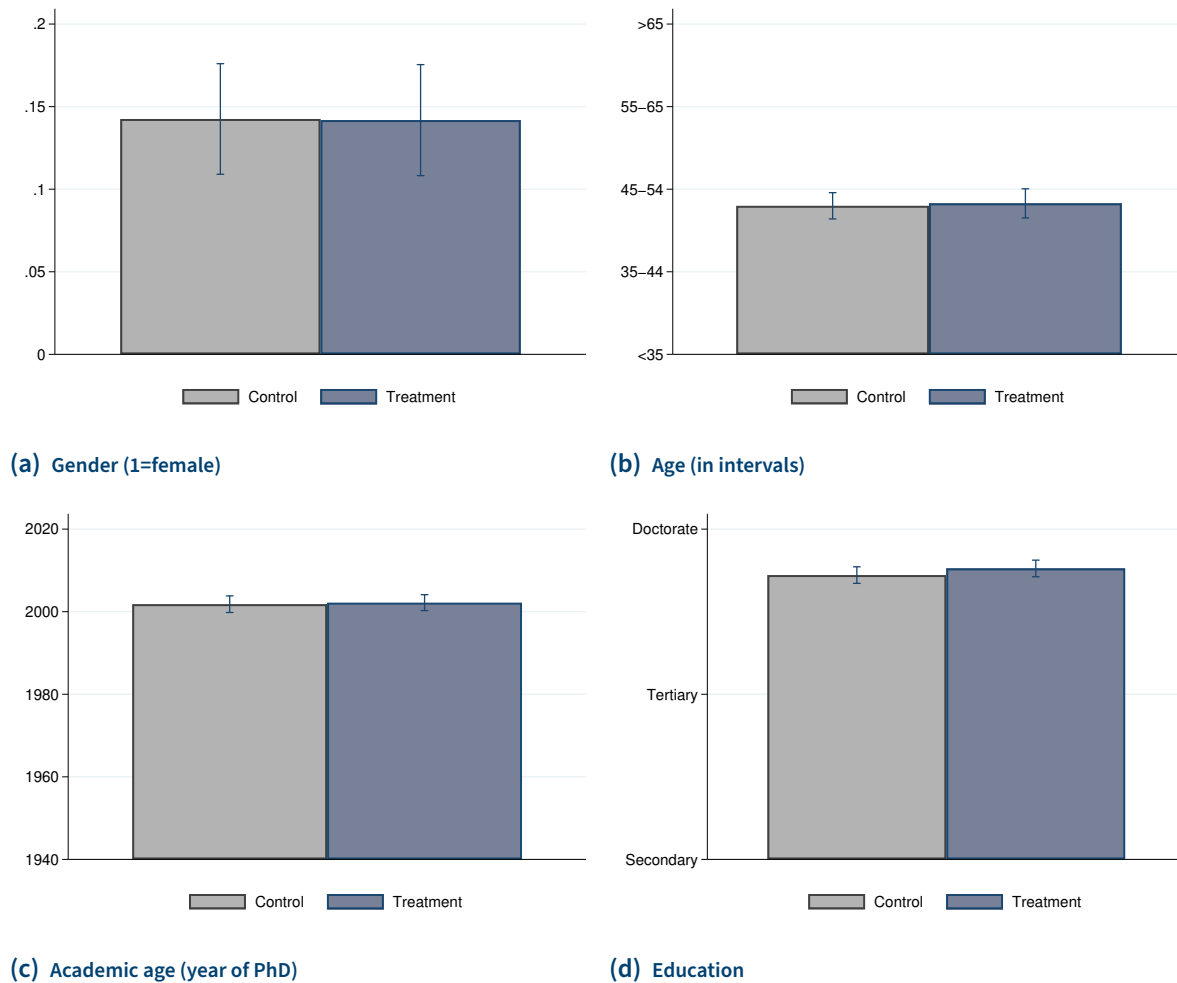 .2
.15
.1
.05
0
Control Treatment
(a) Gender (1=female)
>65
55–65
45–54
35–44
<35
Control Treatment
(b) Age (in intervals)
2020
2000
1980
1960
1940
Control Treatment
(c) Academic age (year of PhD)
Doctorate
Tertiary
Secondary
Control Treatment
(d) Education